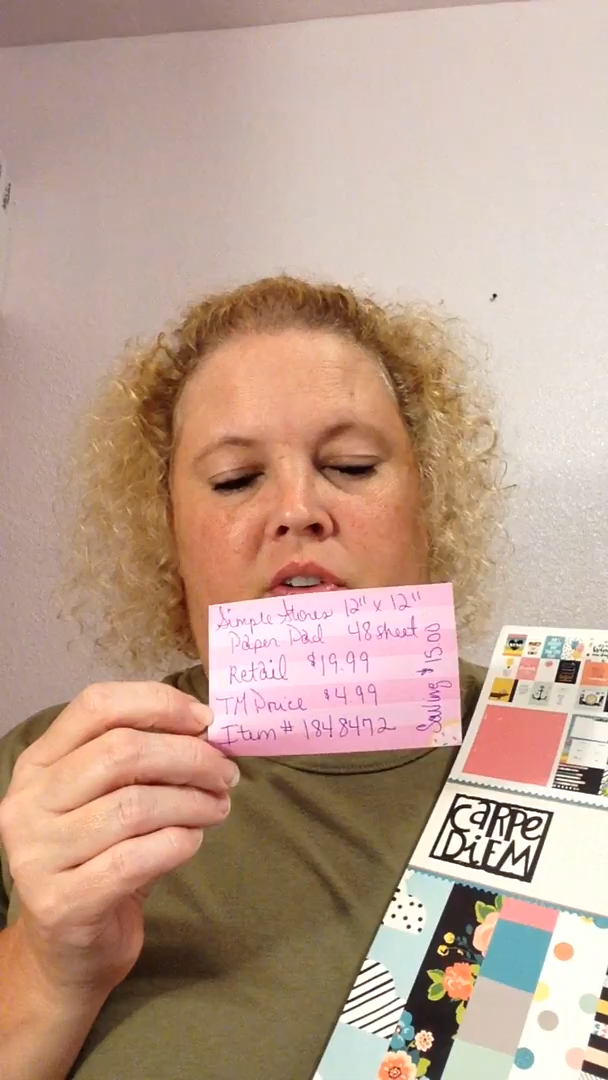 Simple Stores 12" x 12"
Paper Pad 48 sheet
Retail $19.99
TM Price $4.99
Item # 1848472
Saving $15.00
CARPE
DIEM